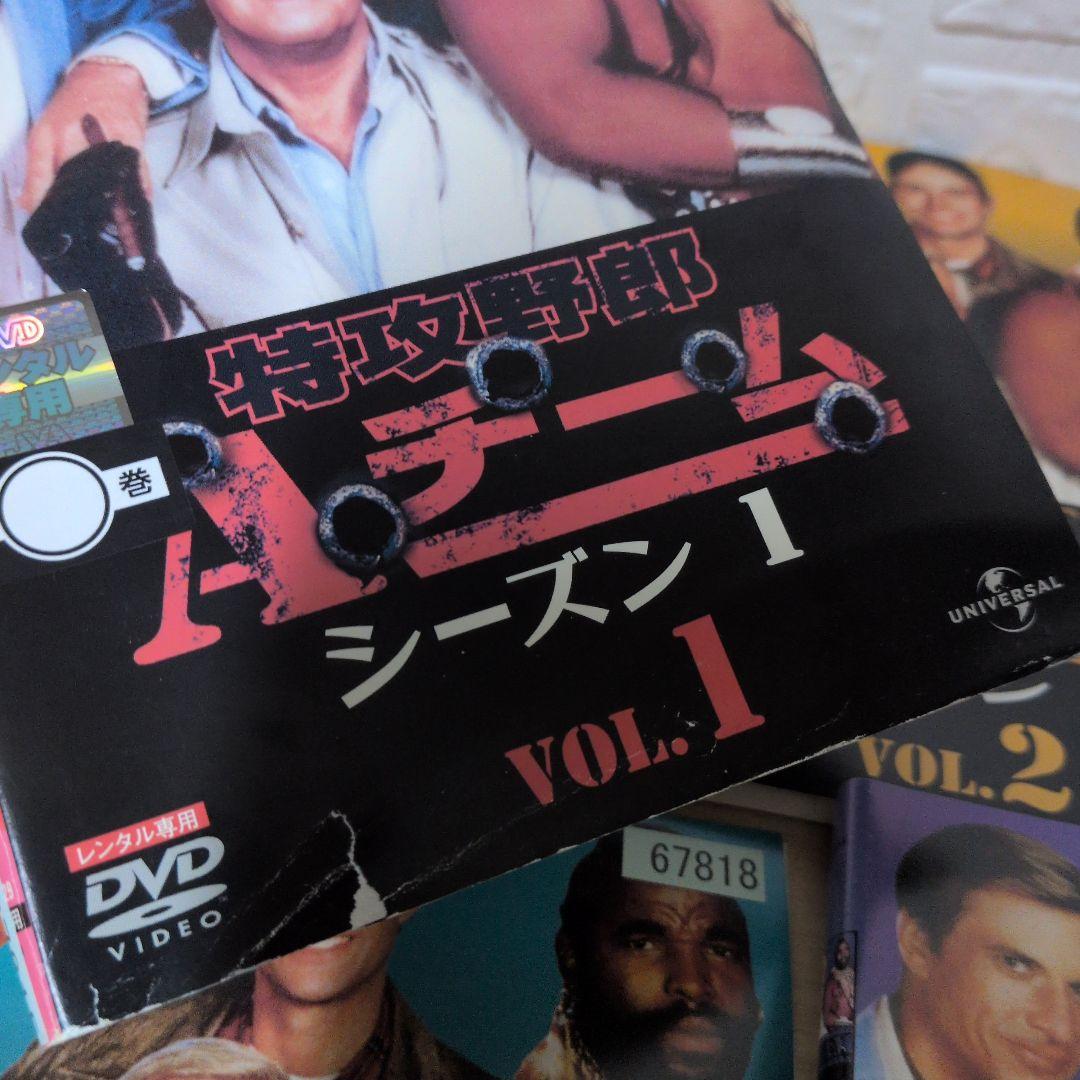 特攻野郎
Aチーム
シーズン 1
VOL. 1
UNIVERSAL
レンタル専用
DVD
VIDEO
巻
VOL. 2
67818